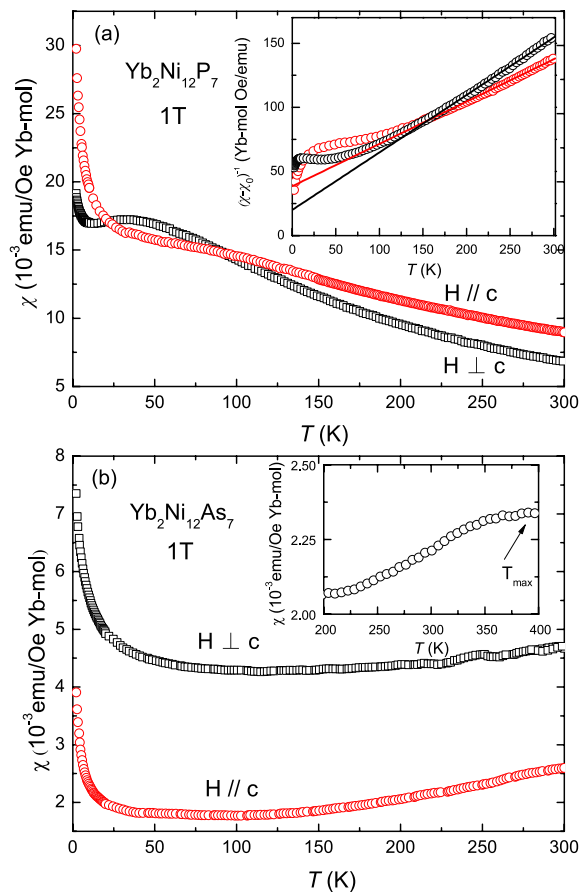 (a)
Yb₂Ni₁₂P₇
1T
χ (10⁻³emu/Oe Yb-mol)
30
25
20
15
10
5
0 50 100 150 200 250 300
T (K)
H // c
H ⊥ c
(χ-χ₀)⁻¹ (Yb-mol Oe/emu)
150
100
50
0
0 50 100 150 200 250 300
T (K)
(b)
Yb₂Ni₁₂As₇
1T
χ (10⁻³emu/Oe Yb-mol)
8
7
6
5
4
3
2
1
0 50 100 150 200 250 300
T (K)
H ⊥ c
H // c
χ (10⁻³emu/Oe Yb-mol)
2.50
2.25
2.00
200 250 300 350 400
T (K)
Tmax